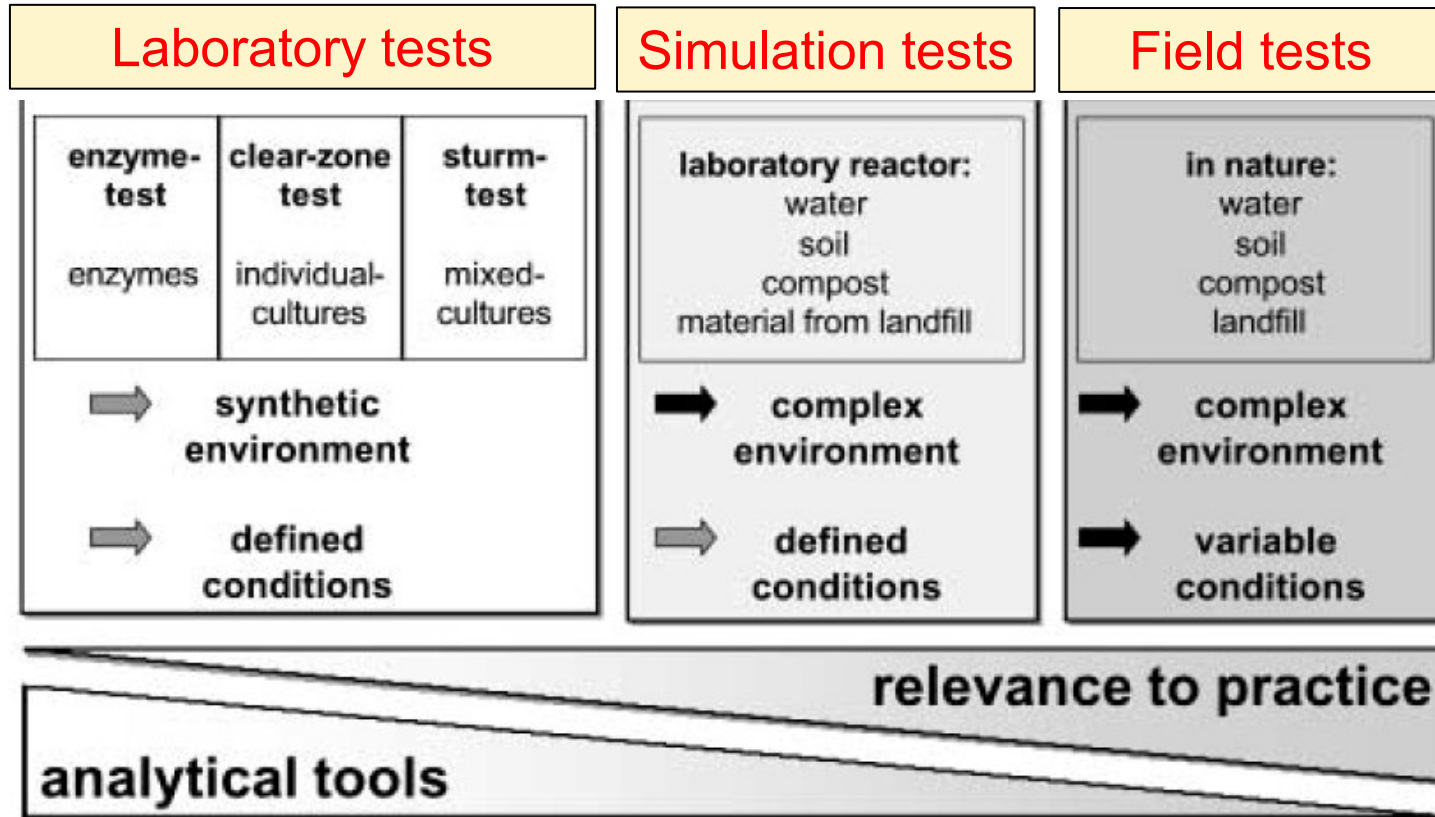 Laboratory tests
Simulation tests
Field tests
enzyme-
test
enzymes
clear-zone
test
individual-
cultures
sturm-
test
mixed-
cultures
synthetic
environment
defined
conditions
laboratory reactor:
water
soil
compost
material from landfill
complex
environment
defined
conditions
in nature:
water
soil
compost
landfill
complex
environment
variable
conditions
relevance to practice
analytical tools